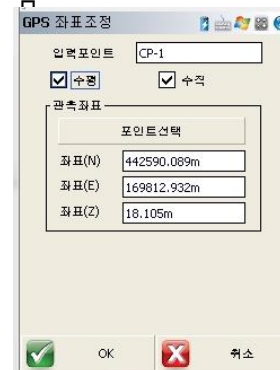 GPS 좌표조정
입력포인트 CP-1
수평 수직
관측좌표
포인트선택
좌표(N) 442590.089m
좌표(E) 169812.932m
좌표(Z) 18.105m
OK 취소